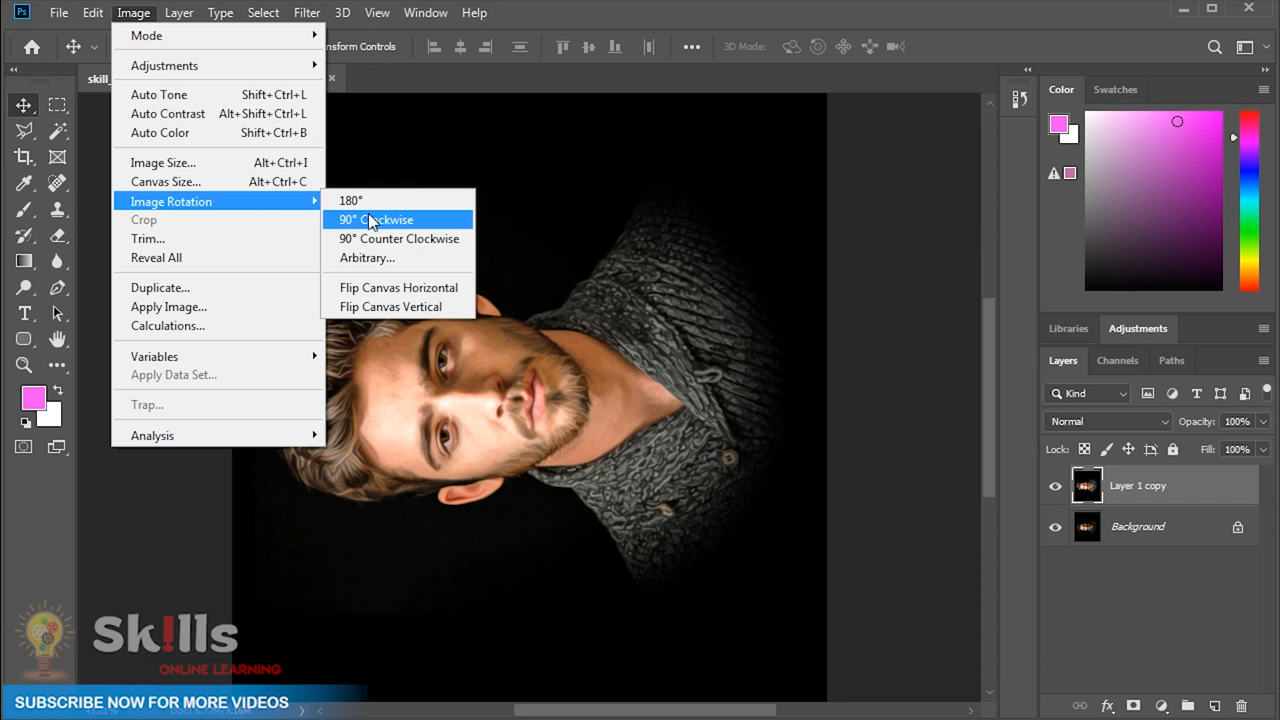 Ps File Edit Image Layer Type Select Filter 3D View Window Help
nsform Controls 3D Mode:
skill_
Mode
Adjustments
Auto Tone Shift+Ctrl+L
Auto Contrast Alt+Shift+Ctrl+L
Auto Color Shift+Ctrl+B
Image Size... Alt+Ctrl+I
Canvas Size... Alt+Ctrl+C
Image Rotation
Crop
Trim...
Reveal All
Duplicate...
Apply Image...
Calculations...
Variables
Apply Data Set...
Trap...
Analysis
180°
90° Clockwise
90° Counter Clockwise
Arbitrary...
Flip Canvas Horizontal
Flip Canvas Vertical
Color Swatches
Libraries Adjustments
Layers Channels Paths
Kind
Normal Opacity: 100%
Lock: Fill: 100%
Layer 1 copy
Background
Sk!lls
ONLINE LEARNING
SUBSCRIBE NOW FOR MORE VIDEOS